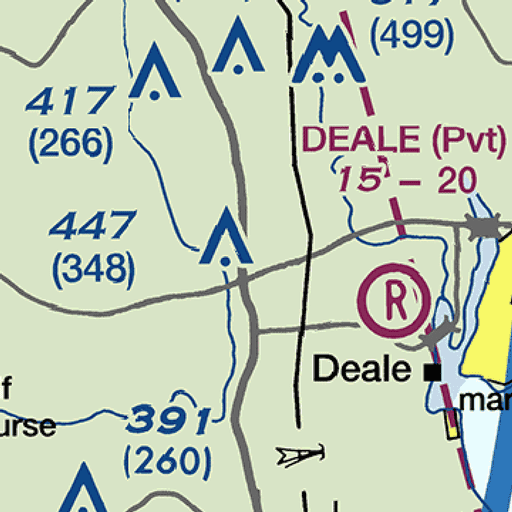 (499)
417
(266)
DEALE (Pvt)
15 – 20
447
(348)
R
Deale
f
urse
mar
391
(260)